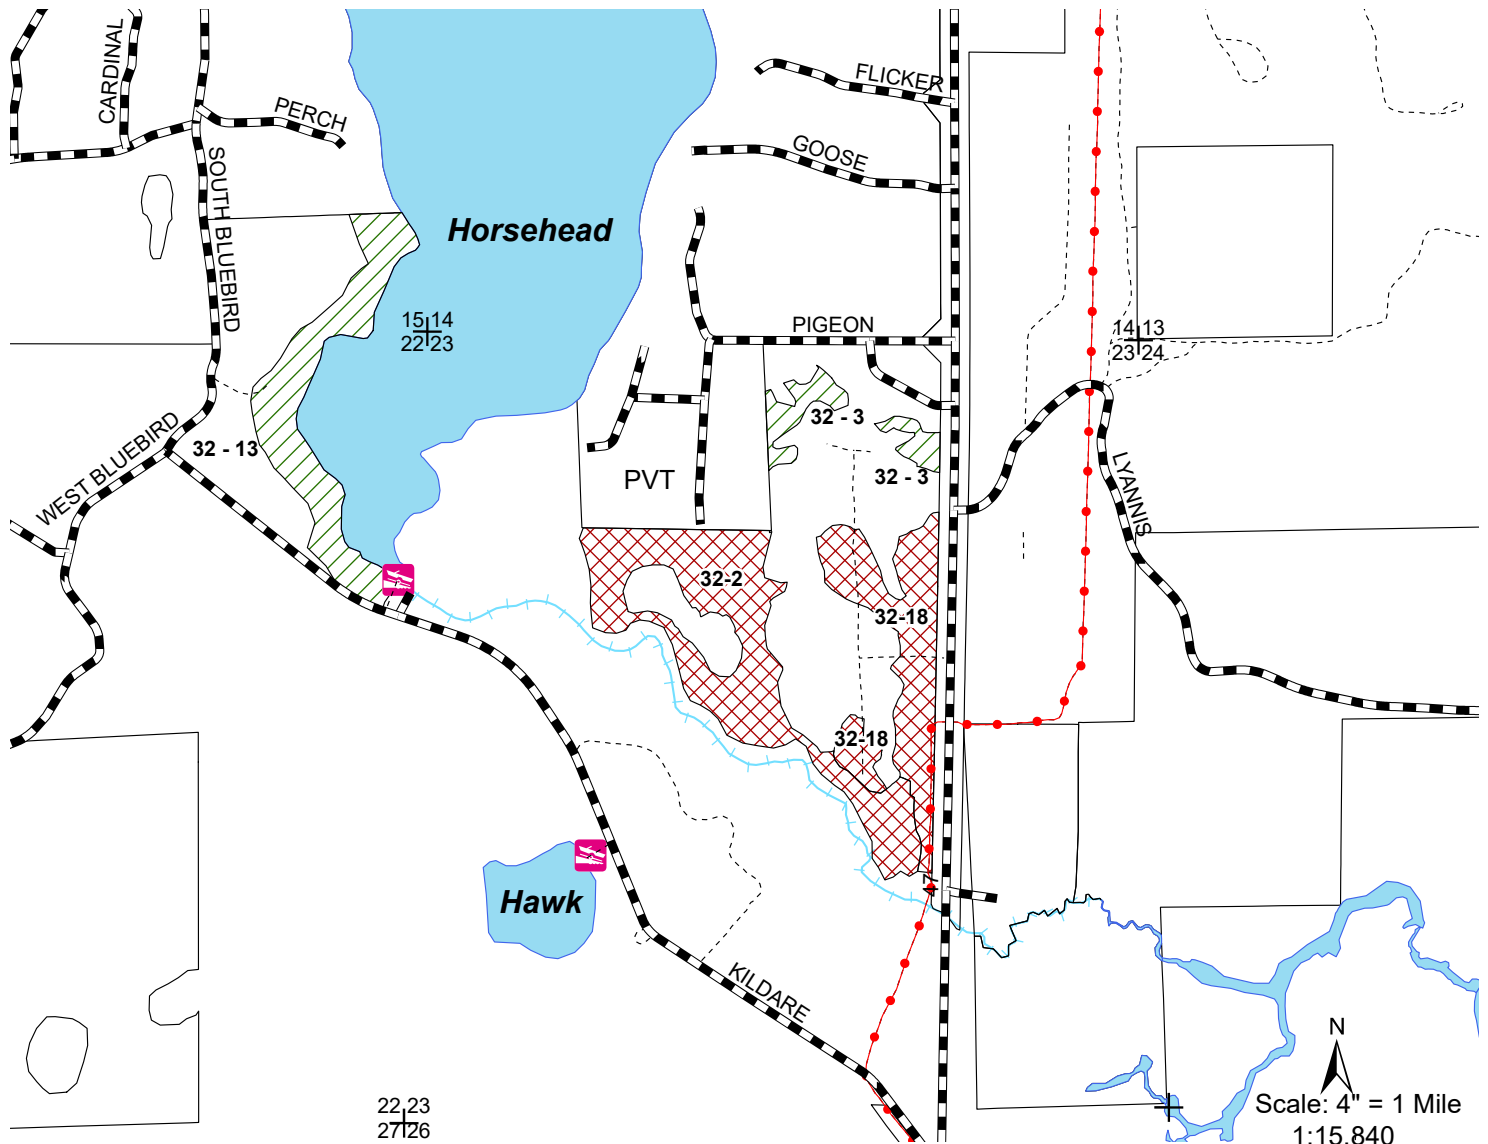 CARDINAL
PERCH
FLICKER
GOOSE
SOUTH BLUEBIRD
Horsehead
15 14
22 23
PIGEON
14 13
23 24
32 - 3
WEST BLUEBIRD
32 - 13
PVT
32 - 3
LYANNIS
32-2
32-18
32-18
47
Hawk
KILDARE
N
22 23
27 26
Scale: 4" = 1 Mile
1:15,840